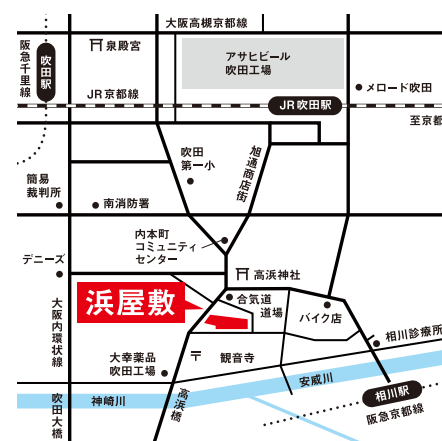 大阪高槻京都線
阪急千里線
吹田駅
泉殿宮
アサヒビール
吹田工場
メロード吹田
JR京都線
JR吹田駅
至京都
吹田
第一小
旭通商店街
簡易
裁判所
南消防署
内本町
コミュニティ
センター
デニーズ
高浜神社
浜屋敷
合気道
道場
バイク店
大阪内環状線
相川診療所
大幸薬品
吹田工場
〒
観音寺
安威川
相川駅
阪急京都線
高浜橋
神崎川
吹田大橋